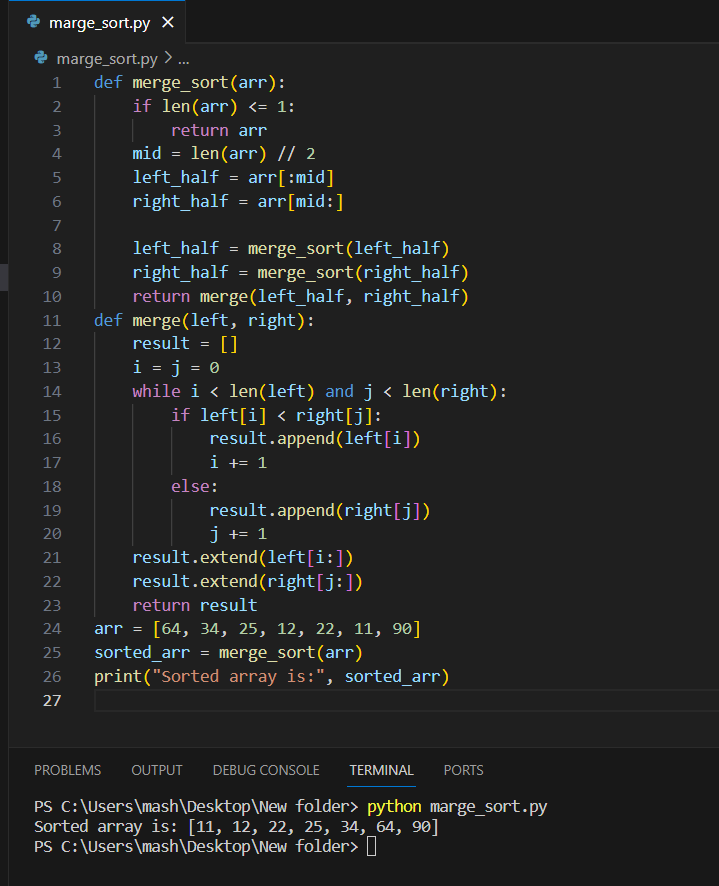 marge_sort.py ×
marge_sort.py > ...
1 def merge_sort(arr):
2     if len(arr) <= 1:
3         return arr
4     mid = len(arr) // 2
5     left_half = arr[:mid]
6     right_half = arr[mid:]
7
8     left_half = merge_sort(left_half)
9     right_half = merge_sort(right_half)
10     return merge(left_half, right_half)
11 def merge(left, right):
12     result = []
13     i = j = 0
14     while i < len(left) and j < len(right):
15         if left[i] < right[j]:
16             result.append(left[i])
17             i += 1
18         else:
19             result.append(right[j])
20             j += 1
21     result.extend(left[i:])
22     result.extend(right[j:])
23     return result
24 arr = [64, 34, 25, 12, 22, 11, 90]
25 sorted_arr = merge_sort(arr)
26 print("Sorted array is:", sorted_arr)
27
PROBLEMS OUTPUT DEBUG CONSOLE TERMINAL PORTS
PS C:\Users\mash\Desktop\New folder> python marge_sort.py
Sorted array is: [11, 12, 22, 25, 34, 64, 90]
PS C:\Users\mash\Desktop\New folder>